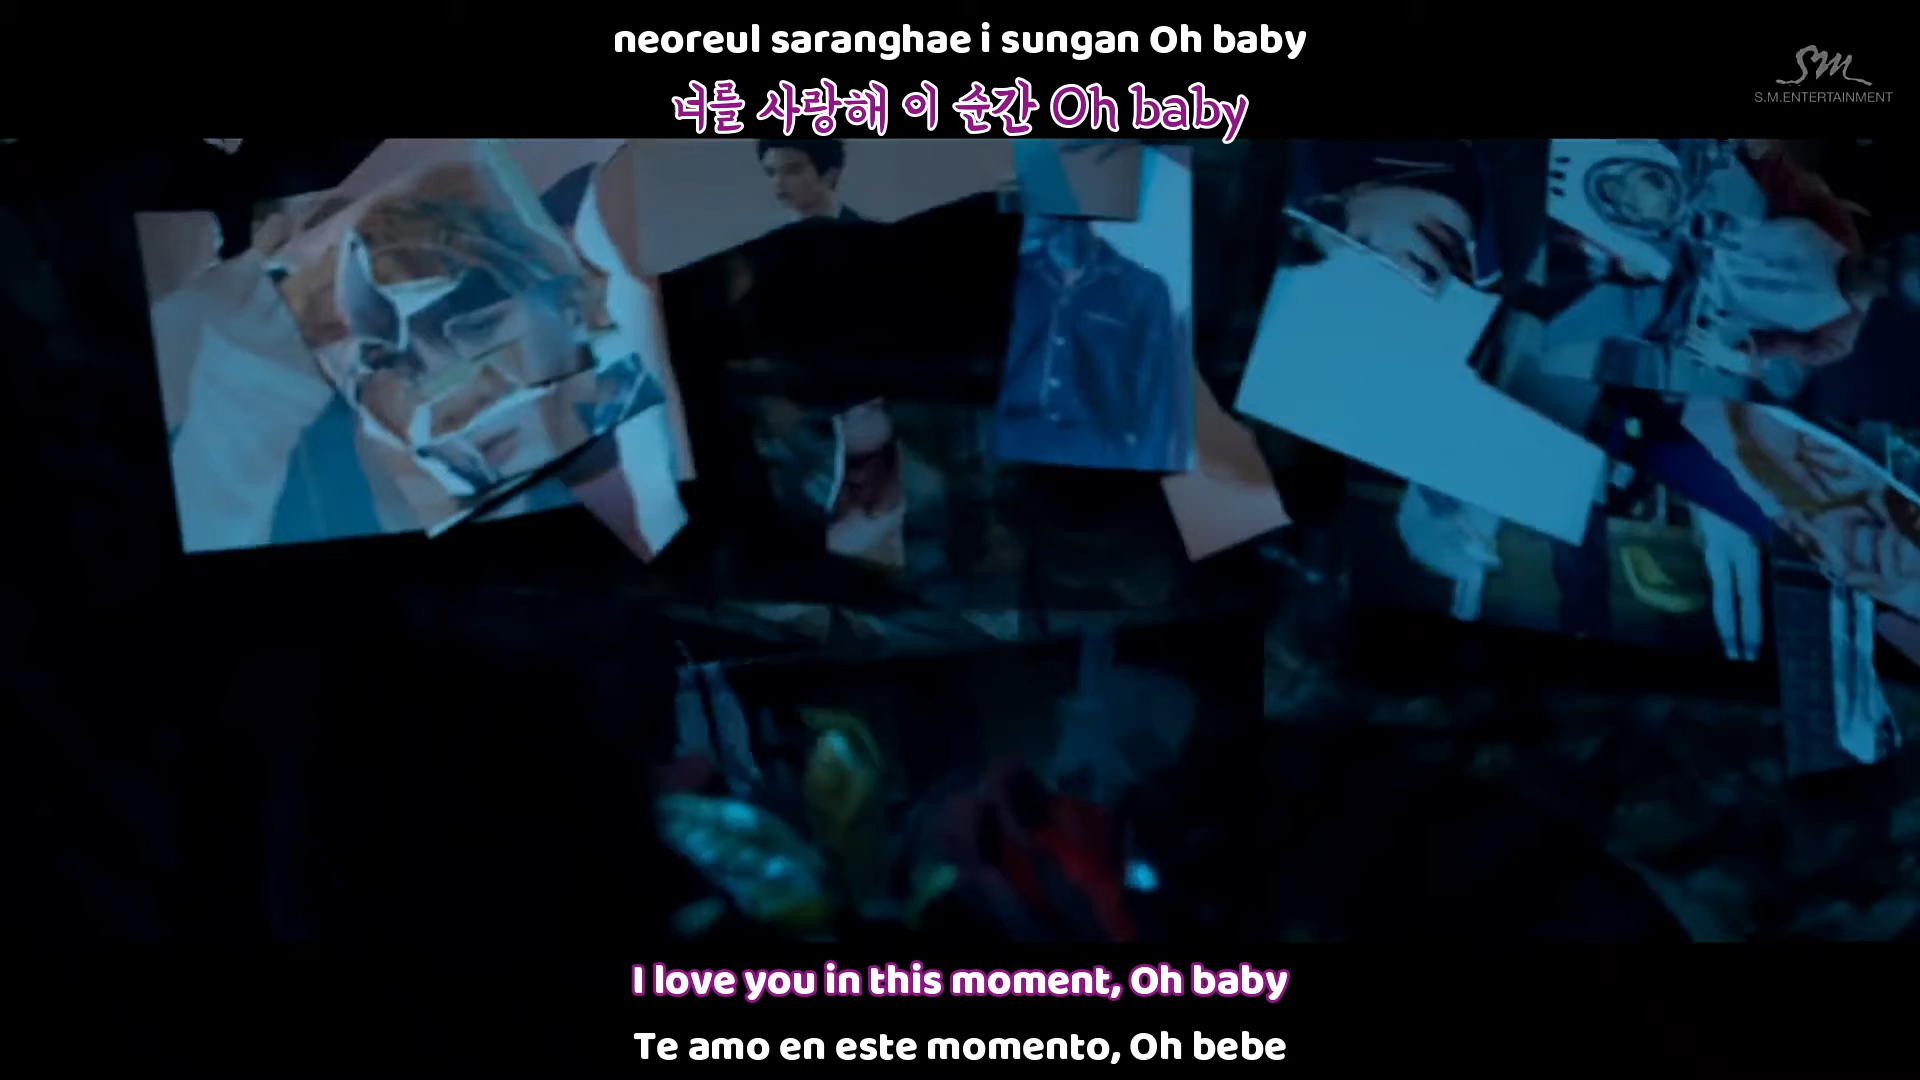 neoreul saranghae i sungan Oh baby
너를 사랑해 이 순간 Oh baby
SM
S.M.ENTERTAINMENT
I love you in this moment, Oh baby
Te amo en este momento, Oh bebe